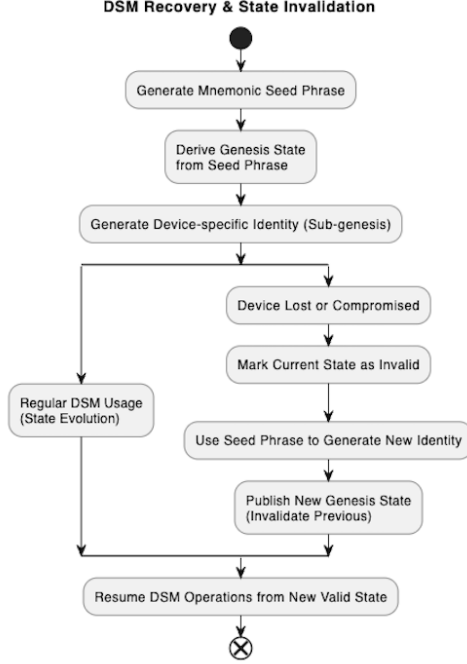 DSM Recovery & State Invalidation
Generate Mnemonic Seed Phrase
Derive Genesis State
from Seed Phrase
Generate Device-specific Identity (Sub-genesis)
Device Lost or Compromised
Mark Current State as Invalid
Regular DSM Usage
(State Evolution)
Use Seed Phrase to Generate New Identity
Publish New Genesis State
(Invalidate Previous)
Resume DSM Operations from New Valid State